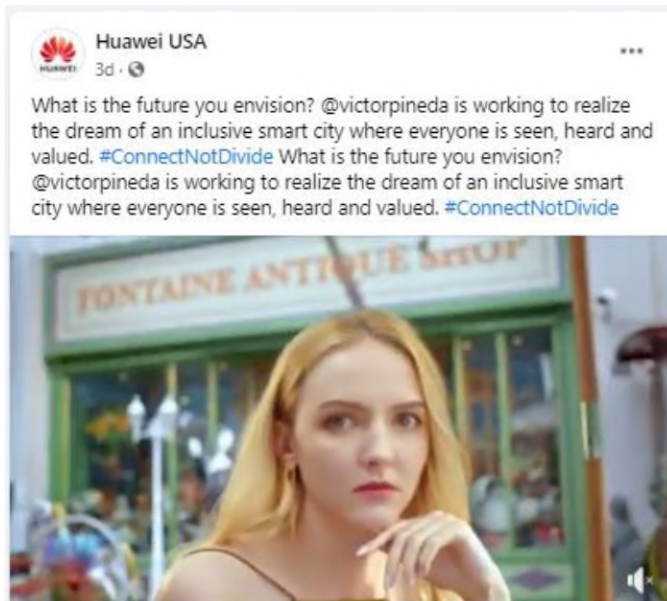 Huawei USA
HUAWEI
3d ·
What is the future you envision? @victorpineda is working to realize
the dream of an inclusive smart city where everyone is seen, heard and
valued. #ConnectNotDivide What is the future you envision?
@victorpineda is working to realize the dream of an inclusive smart
city where everyone is seen, heard and valued. #ConnectNotDivide
FONTAINE ANTIQUE SHOP